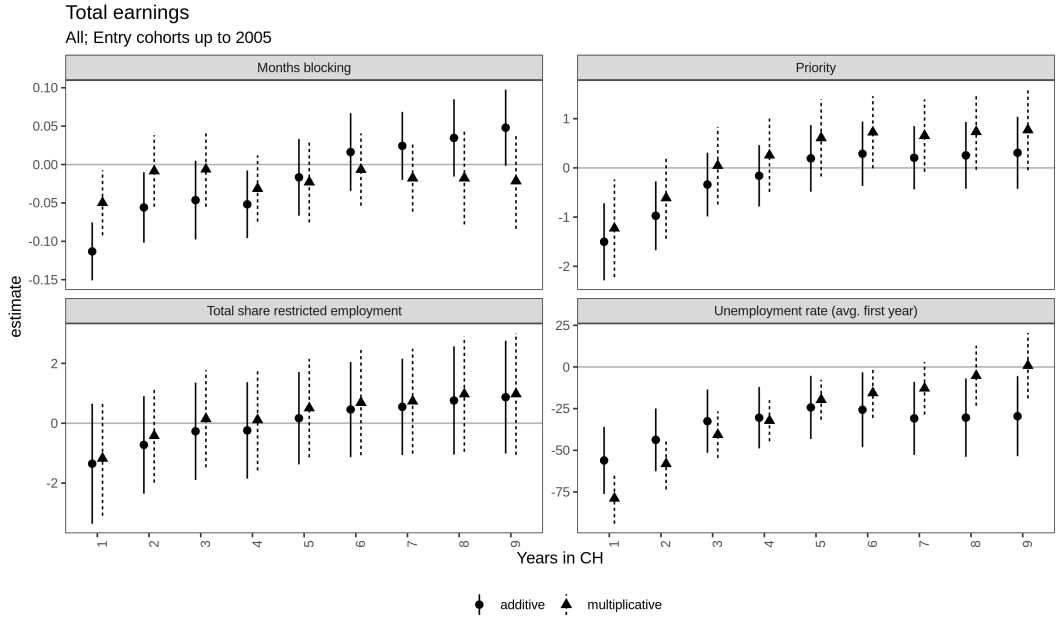 Total earnings
All; Entry cohorts up to 2005
Months blocking
Priority
0.10
0.05
0.00
-0.05
-0.10
-0.15
1
0
-1
-2
Total share restricted employment
Unemployment rate (avg. first year)
2
0
-2
25
0
-25
-50
-75
estimate
1 2 3 4 5 6 7 8 9
1 2 3 4 5 6 7 8 9
Years in CH
additive multiplicative